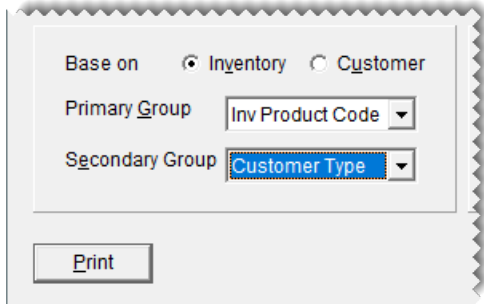 Base on Inventory Customer
Primary Group Inv Product Code
Secondary Group Customer Type
Print